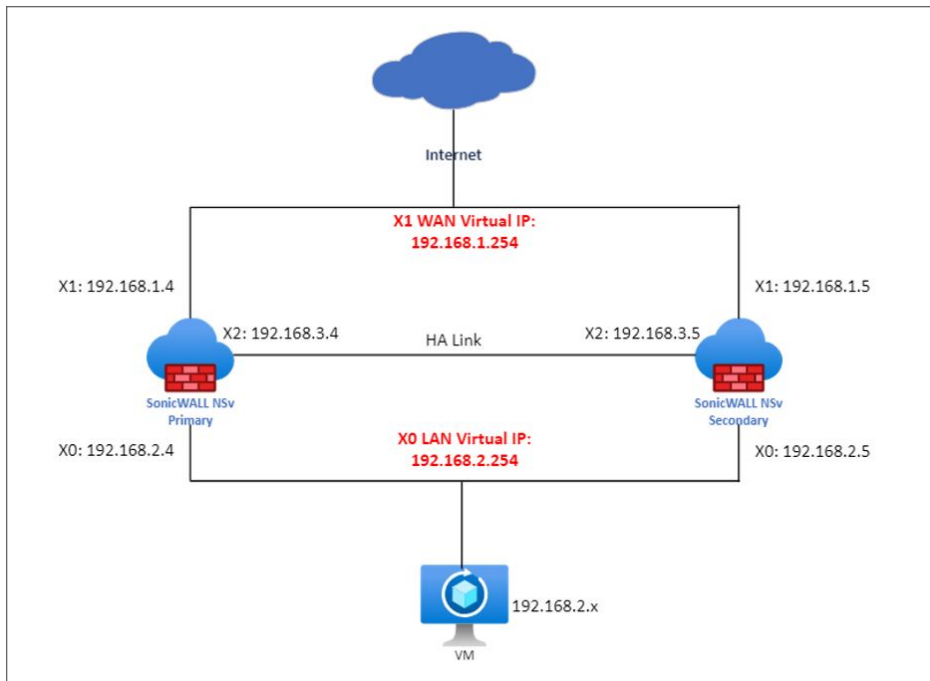 Internet
X1 WAN Virtual IP:
192.168.1.254
X1: 192.168.1.4
X1: 192.168.1.5
X2: 192.168.3.4
HA Link
X2: 192.168.3.5
SonicWALL NSv
Primary
SonicWALL NSv
Secondary
X0 LAN Virtual IP:
192.168.2.254
X0: 192.168.2.4
X0: 192.168.2.5
192.168.2.x
VM